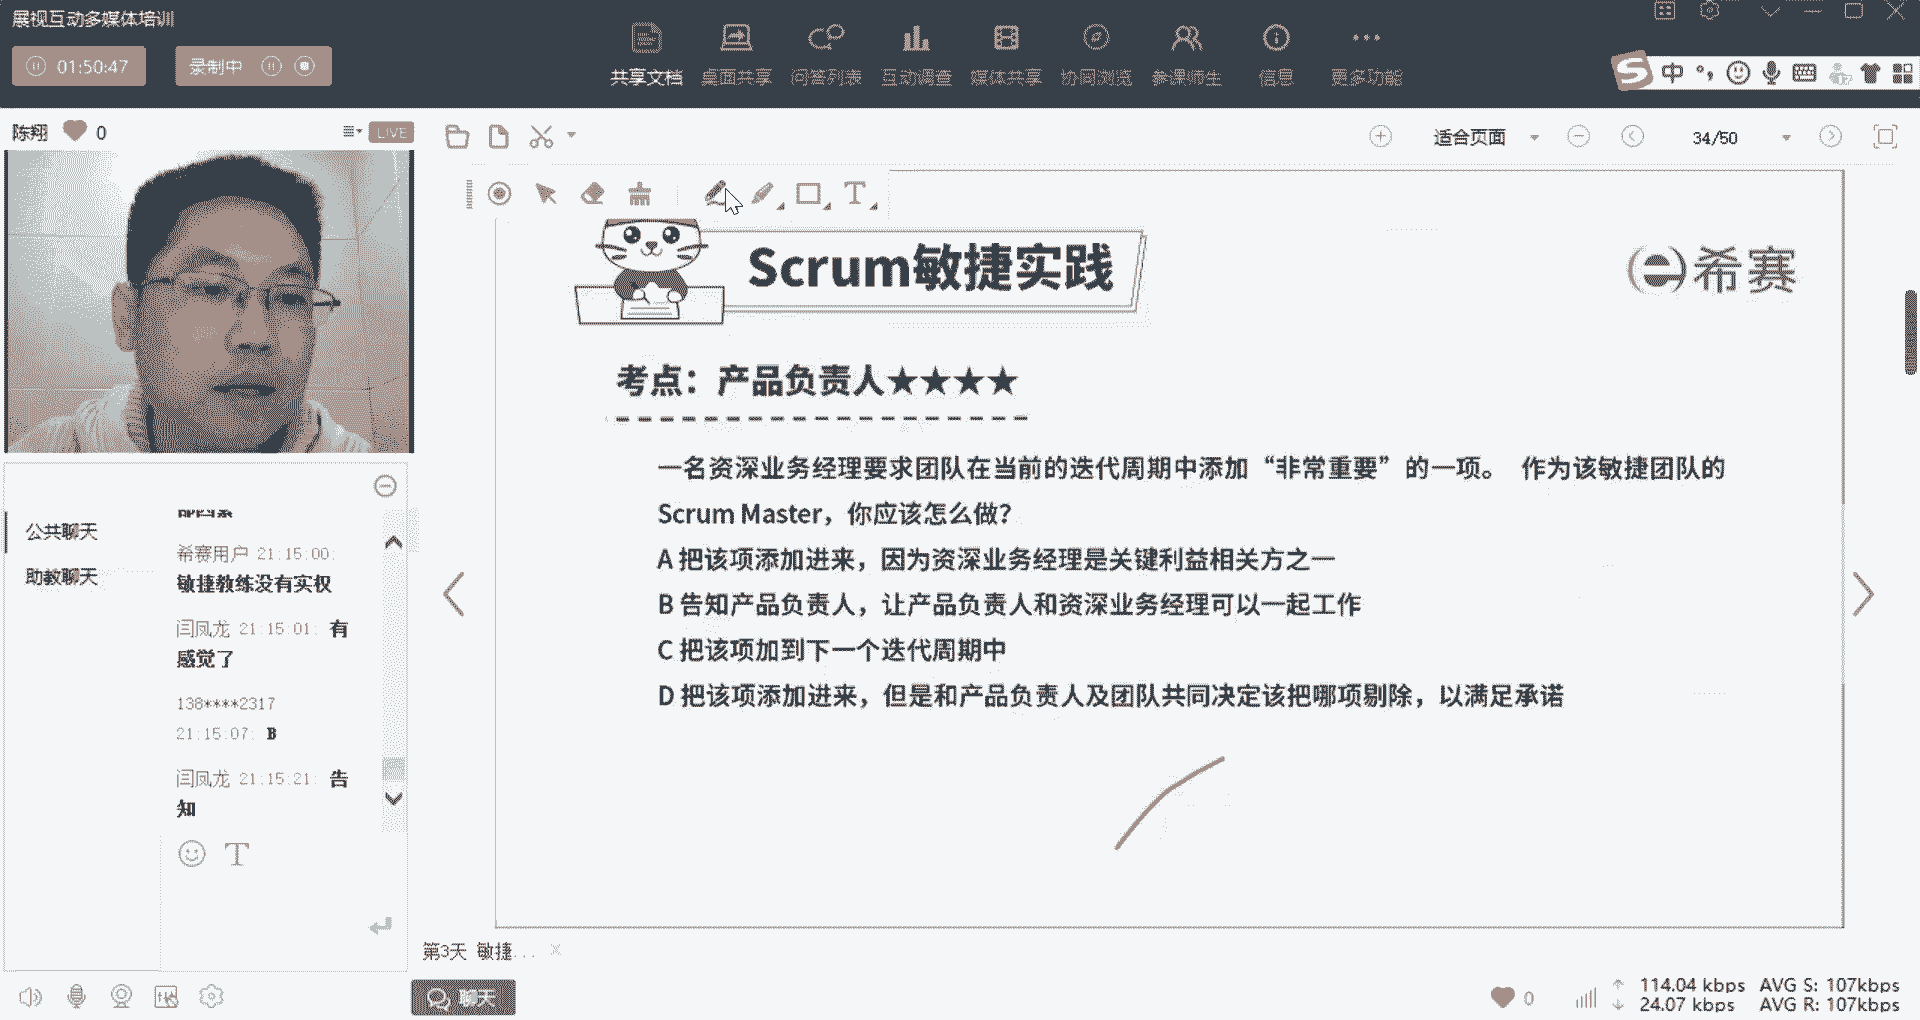 展视互动多媒体培训
01:50:47
录制中
共享文档 桌面共享 问答列表 互动调查 媒体共享 协同浏览 参课师生 信息 更多功能
中
陈翔 0
LIVE
适合页面
34/50
公共聊天
助教聊天
希赛用户 21:15:00:
敏捷教练没有实权
闫凤龙 21:15:01: 有
感觉了
138****2317
21:15:07: B
闫凤龙 21:15:21: 告
知
T
Scrum敏捷实践
希赛
考点：产品负责人★★★★
一名资深业务经理要求团队在当前的迭代周期中添加“非常重要”的一项。 作为该敏捷团队的
Scrum Master，你应该怎么做？
A 把该项添加进来，因为资深业务经理是关键利益相关方之一
B 告知产品负责人，让产品负责人和资深业务经理可以一起工作
C 把该项加到下一个迭代周期中
D 把该项添加进来，但是和产品负责人及团队共同决定该把哪项剔除，以满足承诺
第3天 敏捷...
聊天
0
114.04 kbps AVG S: 107kbps
24.07 kbps AVG R: 107kbps